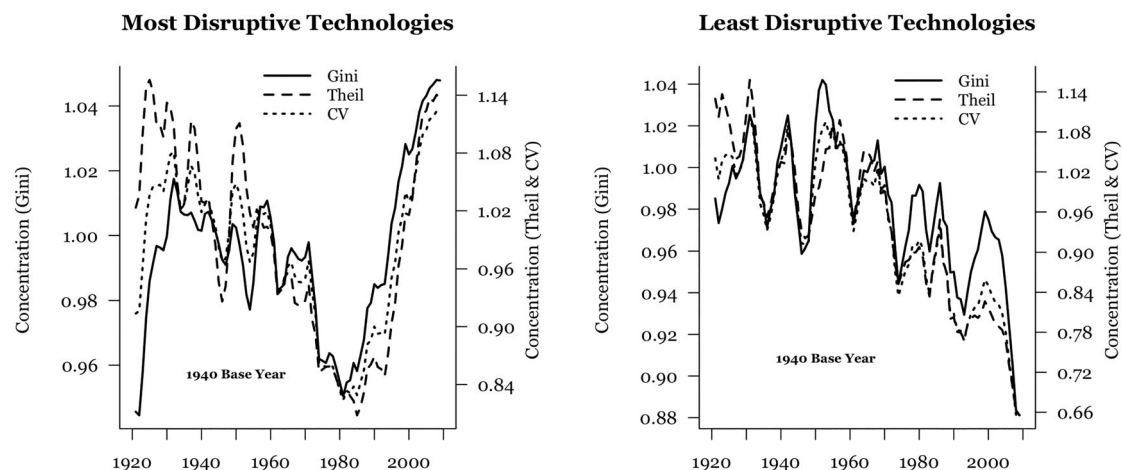 Most Disruptive Technologies
Gini
Theil
CV
1.04
1.02
1.00
0.98
0.96
Concentration (Gini)
1.14
1.08
1.02
0.96
0.90
0.84
Concentration (Theil & CV)
1940 Base Year
1920 1940 1960 1980 2000
Least Disruptive Technologies
Gini
Theil
CV
1.04
1.02
1.00
0.98
0.96
0.94
0.92
0.90
0.88
Concentration (Gini)
1.14
1.08
1.02
0.96
0.90
0.84
0.78
0.72
0.66
Concentration (Theil & CV)
1940 Base Year
1920 1940 1960 1980 2000